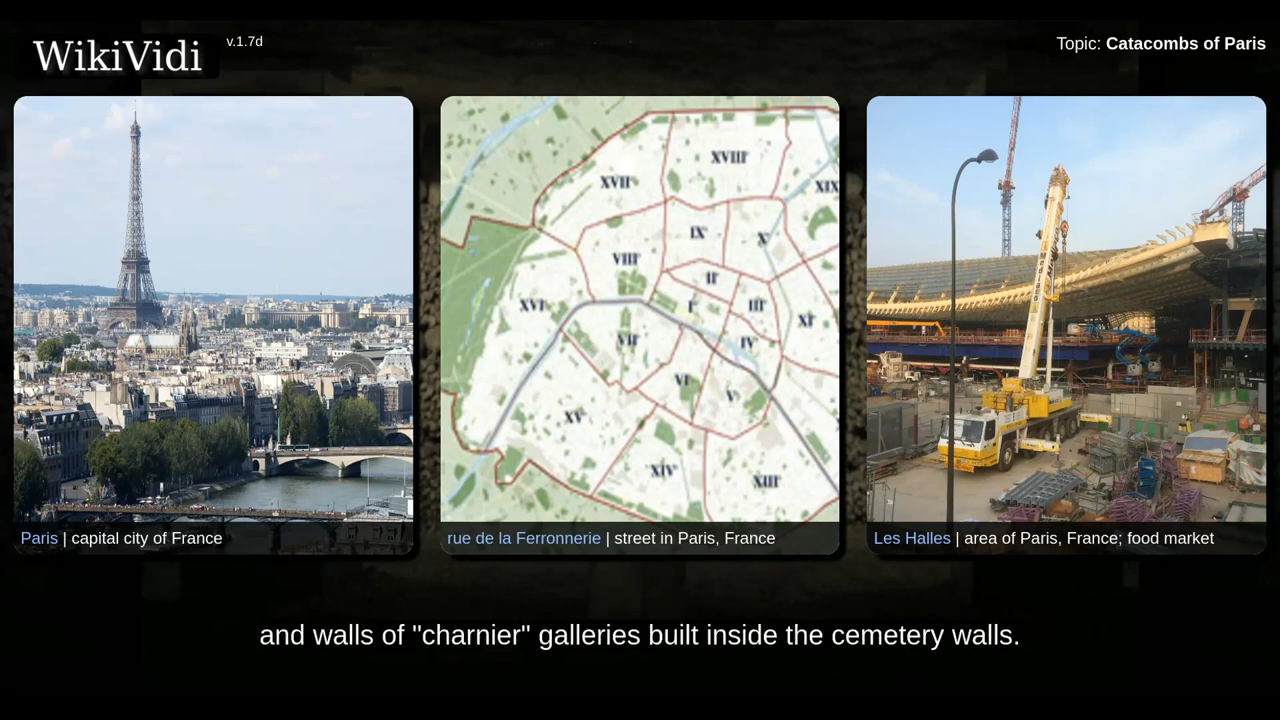 WikiVidi
v.1.7d
Topic: Catacombs of Paris
XVII
XVIII
XIX
IX
X
VIII
II
XVI
I
III
XI
VII
IV
VI
V
XV
XIV
XIII
Paris | capital city of France
rue de la Ferronnerie | street in Paris, France
Les Halles | area of Paris, France; food market
and walls of "charnier" galleries built inside the cemetery walls.